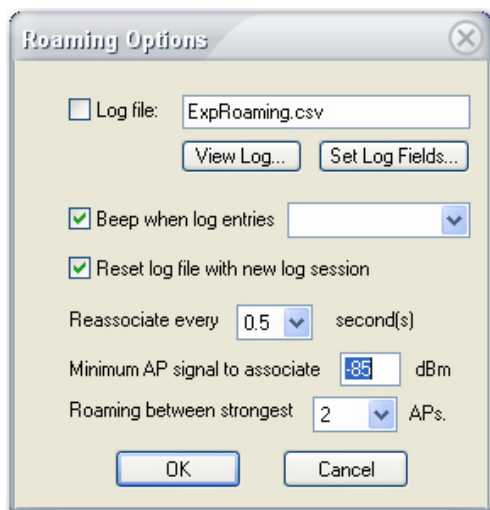 Roaming Options
Log file: ExpRoaming.csv
View Log... Set Log Fields...
Beep when log entries
Reset log file with new log session
Reassociate every 0.5 second(s)
Minimum AP signal to associate -85 dBm
Roaming between strongest 2 APs.
OK Cancel